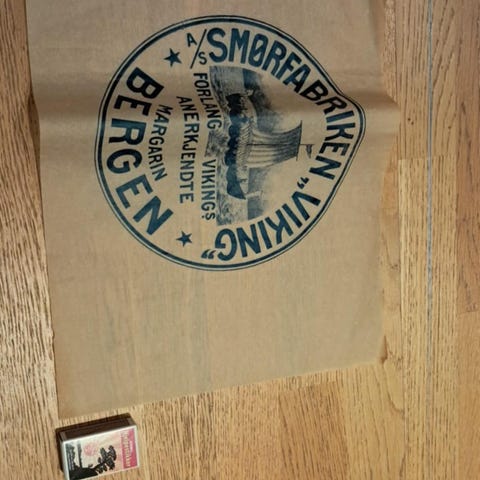 A/S SMØRFABRIKEN „VIKING”
FORLANG VIKINGS
ANERKJENDTE
MARGARIN
BERGEN